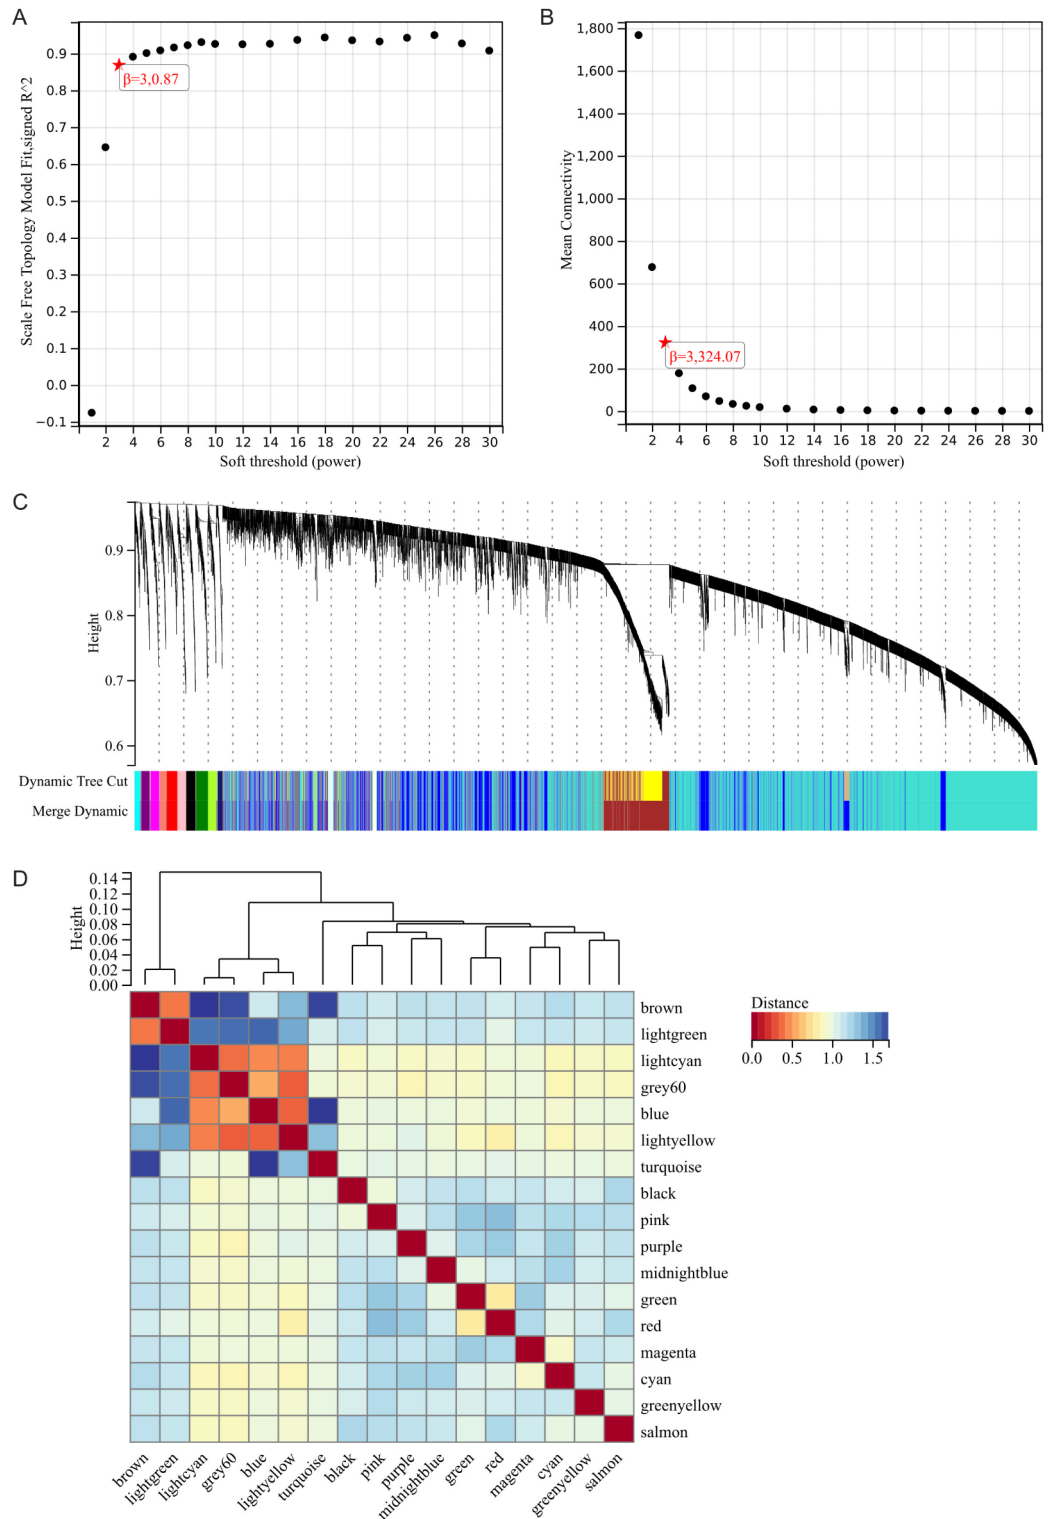 A
Scale Free Topology Model Fit,signed R^2
0.9
0.8
0.7
0.6
0.5
0.4
0.3
0.2
0.1
0.0
−0.1
β=3,0.87
2 4 6 8 10 12 14 16 18 20 22 24 26 28 30
Soft threshold (power)
B
Mean Connectivity
1,800
1,600
1,400
1,200
1,000
800
600
400
200
0
β=3,324.07
2 4 6 8 10 12 14 16 18 20 22 24 26 28 30
Soft threshold (power)
C
Height
0.9
0.8
0.7
0.6
Dynamic Tree Cut
Merge Dynamic
D
Height
0.14
0.12
0.10
0.08
0.06
0.04
0.02
0.00
brown
lightgreen
lightcyan
grey60
blue
lightyellow
turquoise
black
pink
purple
midnightblue
green
red
magenta
cyan
greenyellow
salmon
Distance
0.0 0.5 1.0 1.5
brown
lightgreen
lightcyan
grey60
blue
lightyellow
turquoise
black
pink
purple
midnightblue
green
red
magenta
cyan
greenyellow
salmon